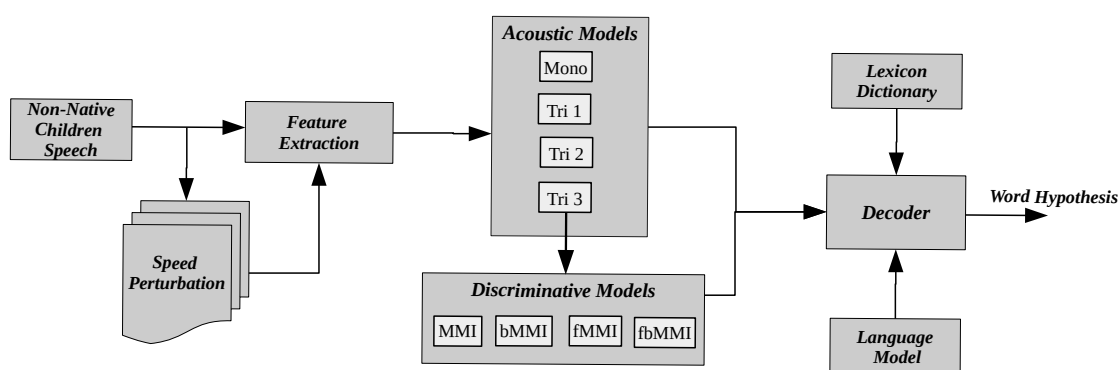 Non-Native
Children
Speech
Speed
Perturbation
Feature
Extraction
Acoustic Models
Mono
Tri 1
Tri 2
Tri 3
Discriminative Models
MMI
bMMI
fMMI
fbMMI
Lexicon
Dictionary
Decoder
Language
Model
Word Hypothesis